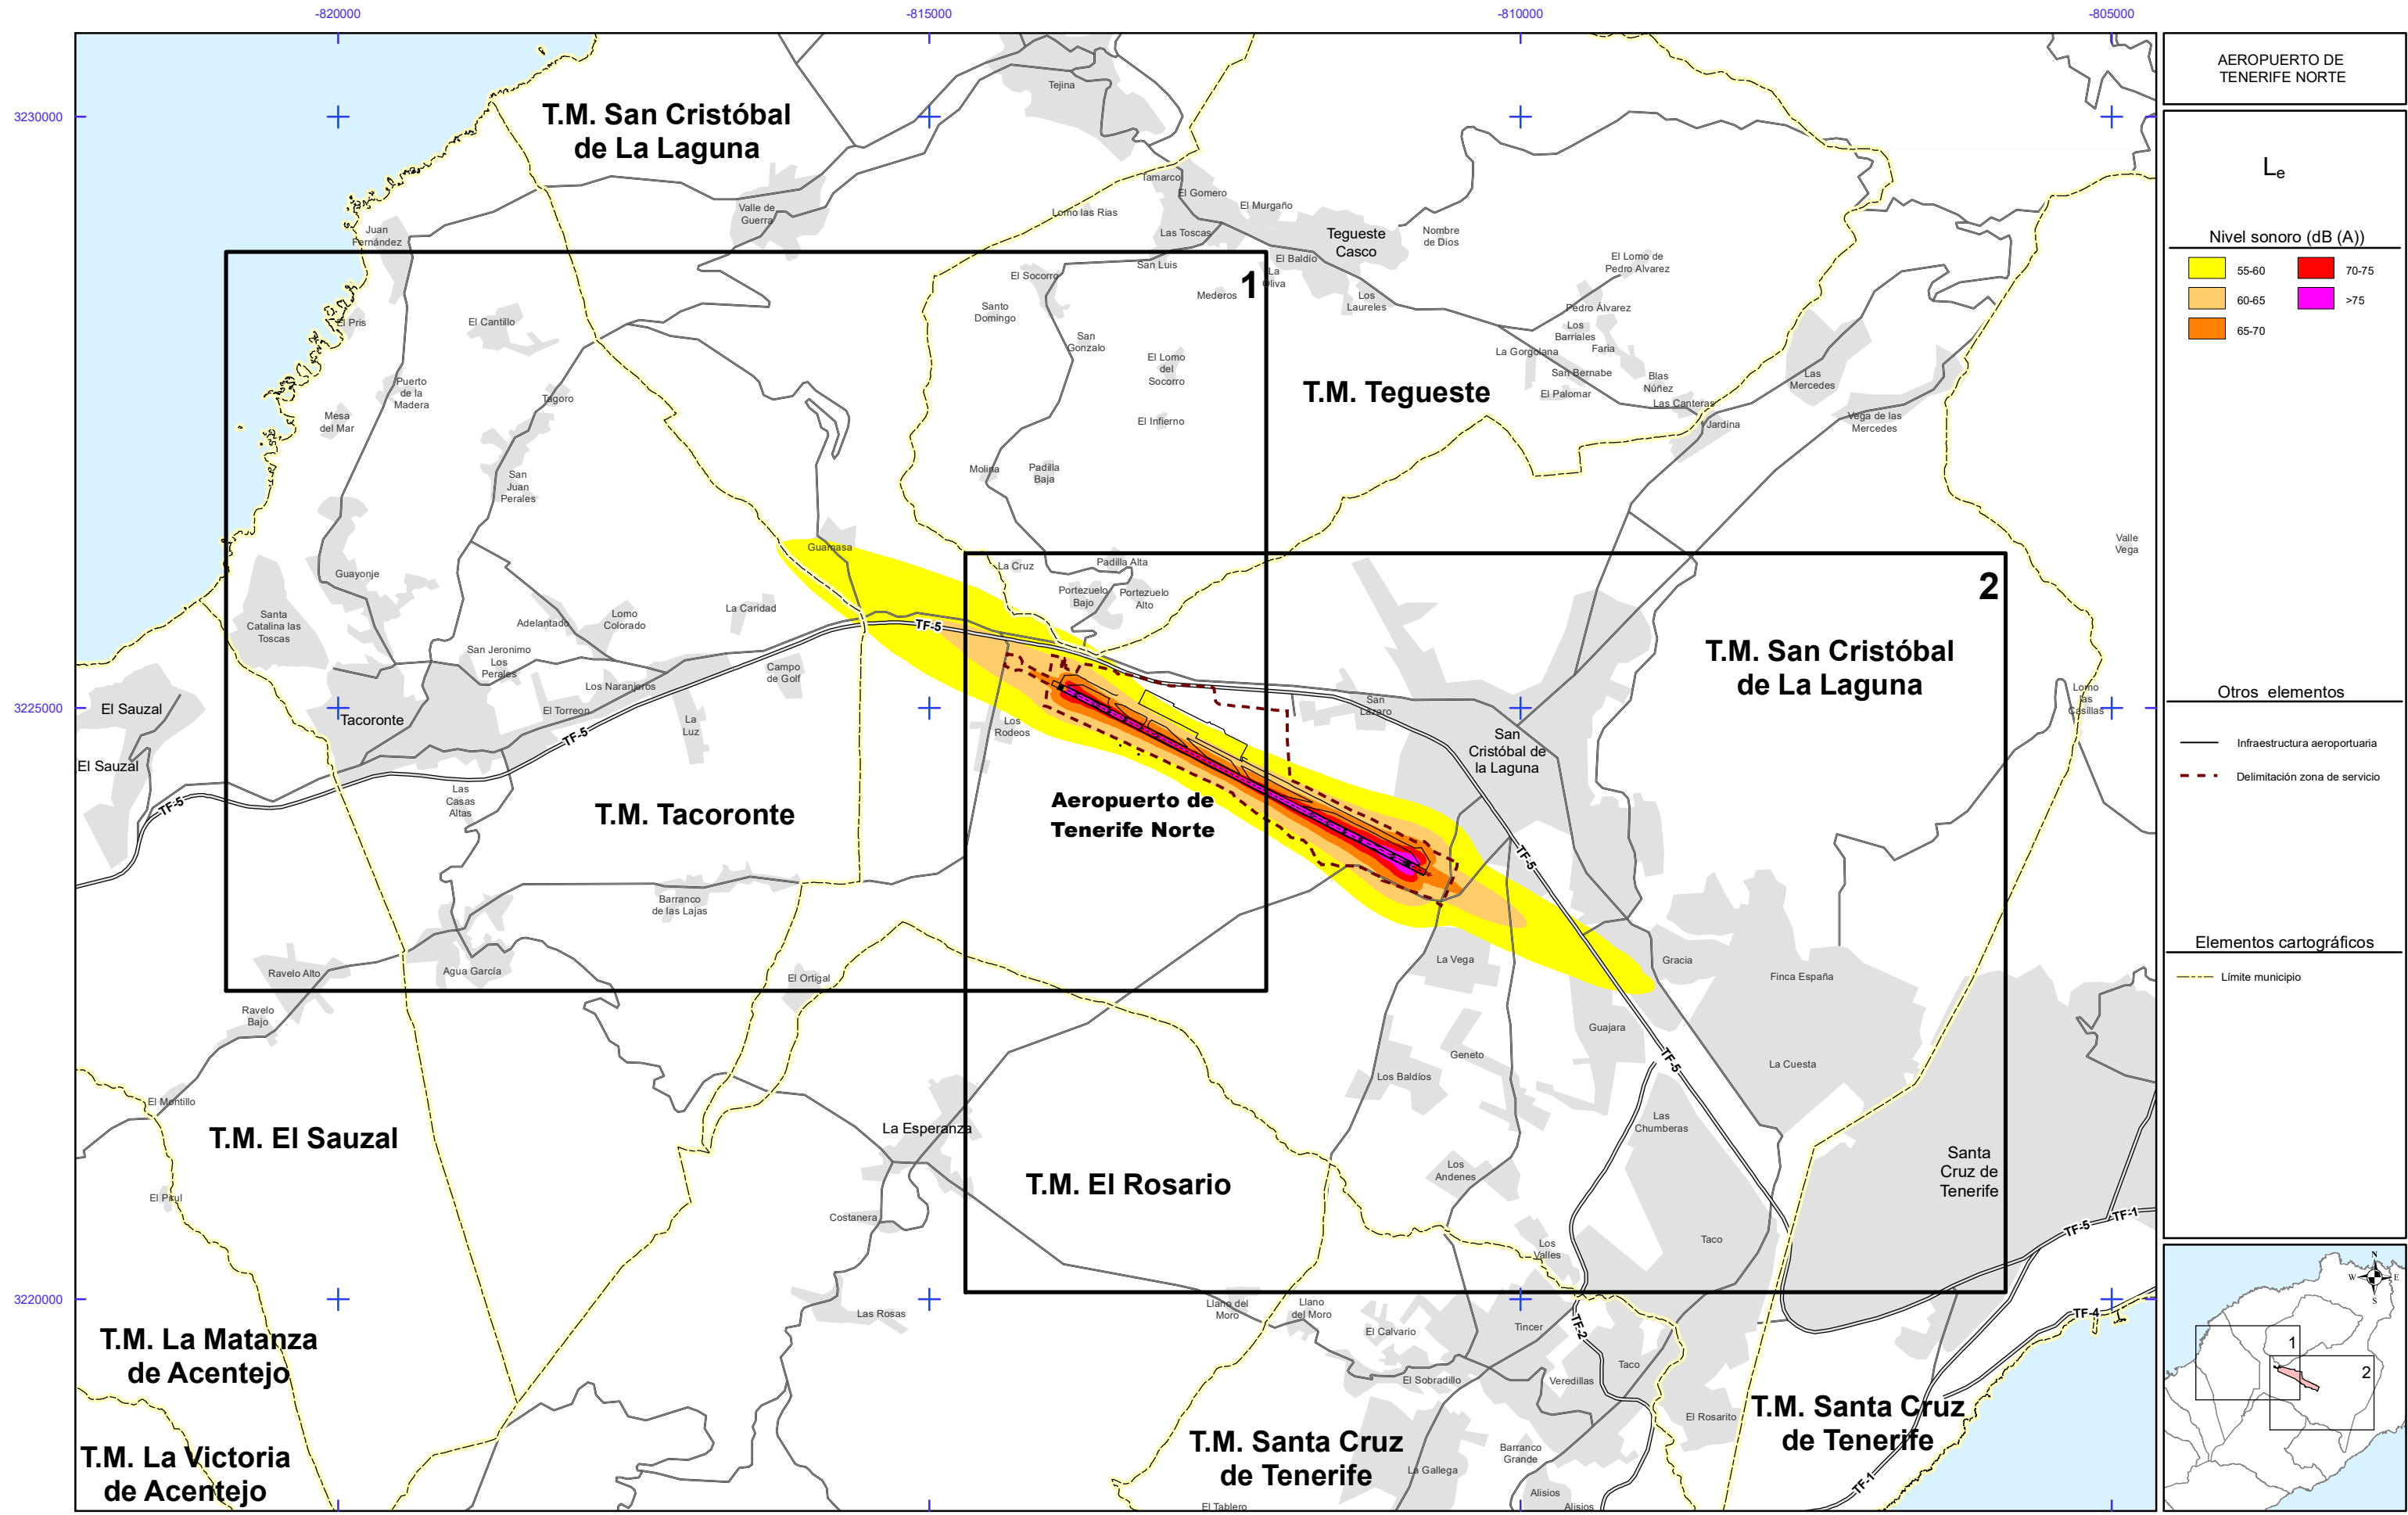 -820000
-815000
-810000
-805000
3230000
3225000
3220000
T.M. San Cristóbal
de La Laguna
Tejina
Valle de
Guerra
Juan
Fernández
Tamarco
El Gomero
Lomo las Rias
El Murgaño
Las Toscas
Tegueste
Casco
Nombre
de Dios
El Baldío
San Luis
La
Oliva
El Socorro
Mederos
1
Los
Laureles
El Lomo de
Pedro Alvarez
Pedro Álvarez
Los
Barriales
Faria
La Gorgolana
San Bernabe
El Palomar
Blas
Núñez
Las Canteras
Jardina
Las
Mercedes
Vega de las
Mercedes
Santo
Domingo
San
Gonzalo
El Lomo
del
Socorro
El Infierno
T.M. Tegueste
El Pris
El Cantillo
Puerto
de la
Madera
Mesa
del Mar
Tagoro
San
Juan
Perales
Molina
Padilla
Baja
Guamasa
La Cruz
Padilla Alta
Portezuelo
Bajo
Portezuelo
Alto
Valle
Vega
2
Guayonje
Santa
Catalina las
Toscas
Adelantado
Lomo
Colorado
La Caridad
TF-5
San Jeronimo
Los
Perales
Los Naranjeros
Campo
de Golf
El Torreon
La
Luz
TF-5
El Sauzal
Tacoronte
El Sauzal
TF-5
Las
Casas
Altas
T.M. Tacoronte
Los
Rodeos
Aeropuerto de
Tenerife Norte
San
Lázaro
San
Cristóbal de
la Laguna
T.M. San Cristóbal
de La Laguna
Lomo
las
Casillas
TF-5
Barranco
de las Lajas
Agua García
Ravelo Alto
Ravelo
Bajo
El Ortigal
La Vega
Gracia
Finca España
Guajara
Geneto
Los Baldíos
TF-5
La Cuesta
El Montillo
T.M. El Sauzal
La Esperanza
Las
Chumberas
Los
Andenes
T.M. El Rosario
Santa
Cruz de
Tenerife
El Pirul
Costanera
Taco
Los
Valles
TF-5
TF-1
Las Rosas
Llano del
Moro
Llano
del Moro
El Calvario
Tincer
TF-2
TF-4
T.M. La Matanza
de Acentejo
El Sobradillo
Taco
Veredillas
El Rosarito
T.M. Santa Cruz
de Tenerife
T.M. Santa Cruz
de Tenerife
La Gallega
Barranco
Grande
Alisios
Alisios
El Tablero
TF-1
T.M. La Victoria
de Acentejo
AEROPUERTO DE
TENERIFE NORTE
Le
Nivel sonoro (dB (A))
55-60
70-75
60-65
>75
65-70
Otros elementos
Infraestructura aeroportuaria
Delimitación zona de servicio
Elementos cartográficos
Límite municipio
N
W
E
S
1
2